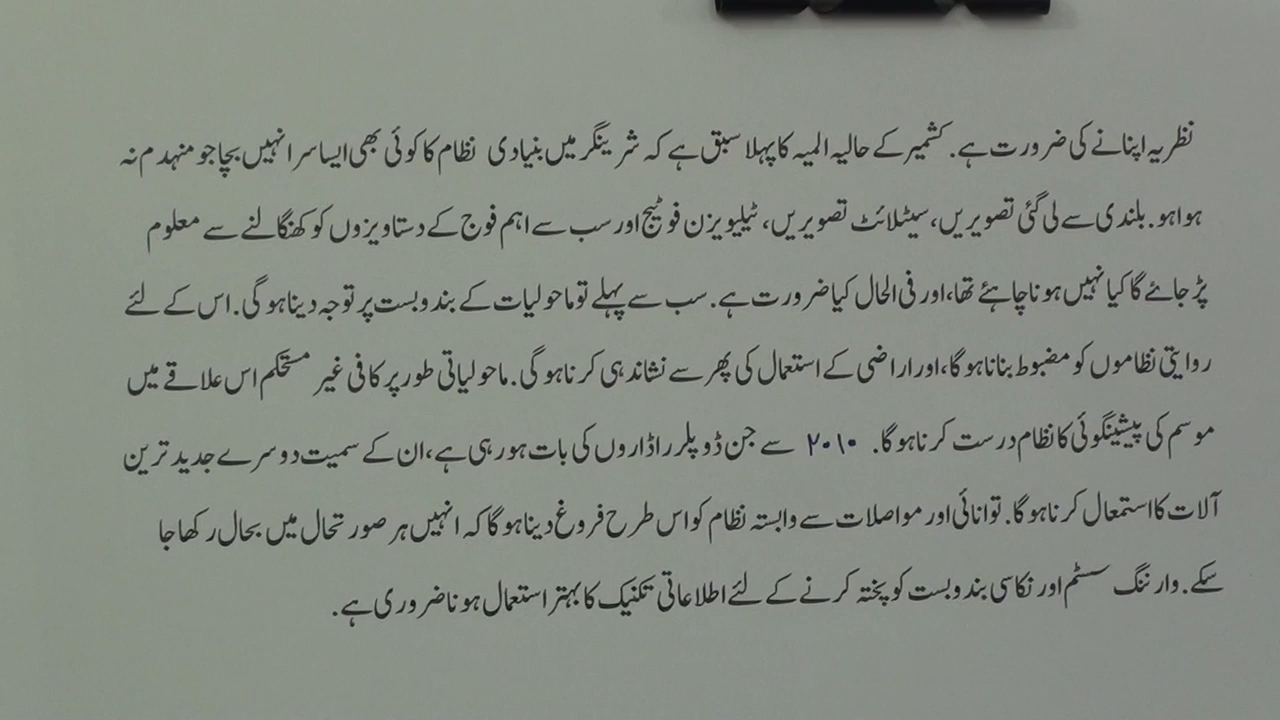 نظریہ اپنانے کی ضرورت ہے. کشمیر کے حالیہ المیہ کا پہلا سبق ہے کہ شرینگر میں بنیادی نظام کا کوئی بھی ایسا سرا نہیں بچا جو منہدم نہ
ہوا ہو. بلندی سے لی گئی تصویریں، سیٹلائٹ تصویریں، ٹیلیویزن فوٹیج اور سب سے اہم فوج کے دستاویزوں کو کھنگالنے سے معلوم
پڑ جائے گا کیا نہیں ہونا چاہئے تھا، اور فی الحال کیا ضرورت ہے. سب سے پہلے تو ماحولیات کے بندوبست پر توجہ دینا ہوگی. اس کے لئے
روایتی نظاموں کو مضبوط بنانا ہوگا، اور اراضی کے استعمال کی پھر سے نشاندہی کرنا ہوگی. ماحولیاتی طور پر کافی غیر مستحکم اس علاقے میں
موسم کی پیشینگوئی کا نظام درست کرنا ہوگا. ۲۰۱۰ سے جن ڈوپلر راڈاروں کی بات ہو رہی ہے، ان کے سمیت دوسرے جدید ترین
آلات کا استمعال کرنا ہوگا. توانائی اور مواصلات سے وابستہ نظام کو اس طرح فروغ دینا ہوگا کہ انہیں ہر صورتحال میں بحال رکھا جا
سکے. وارننگ سسٹم اور نکاسی بندوبست کو پختہ کرنے کے لئے اطلاعاتی تکنیک کا بہتر استعمال ہونا ضروری ہے.